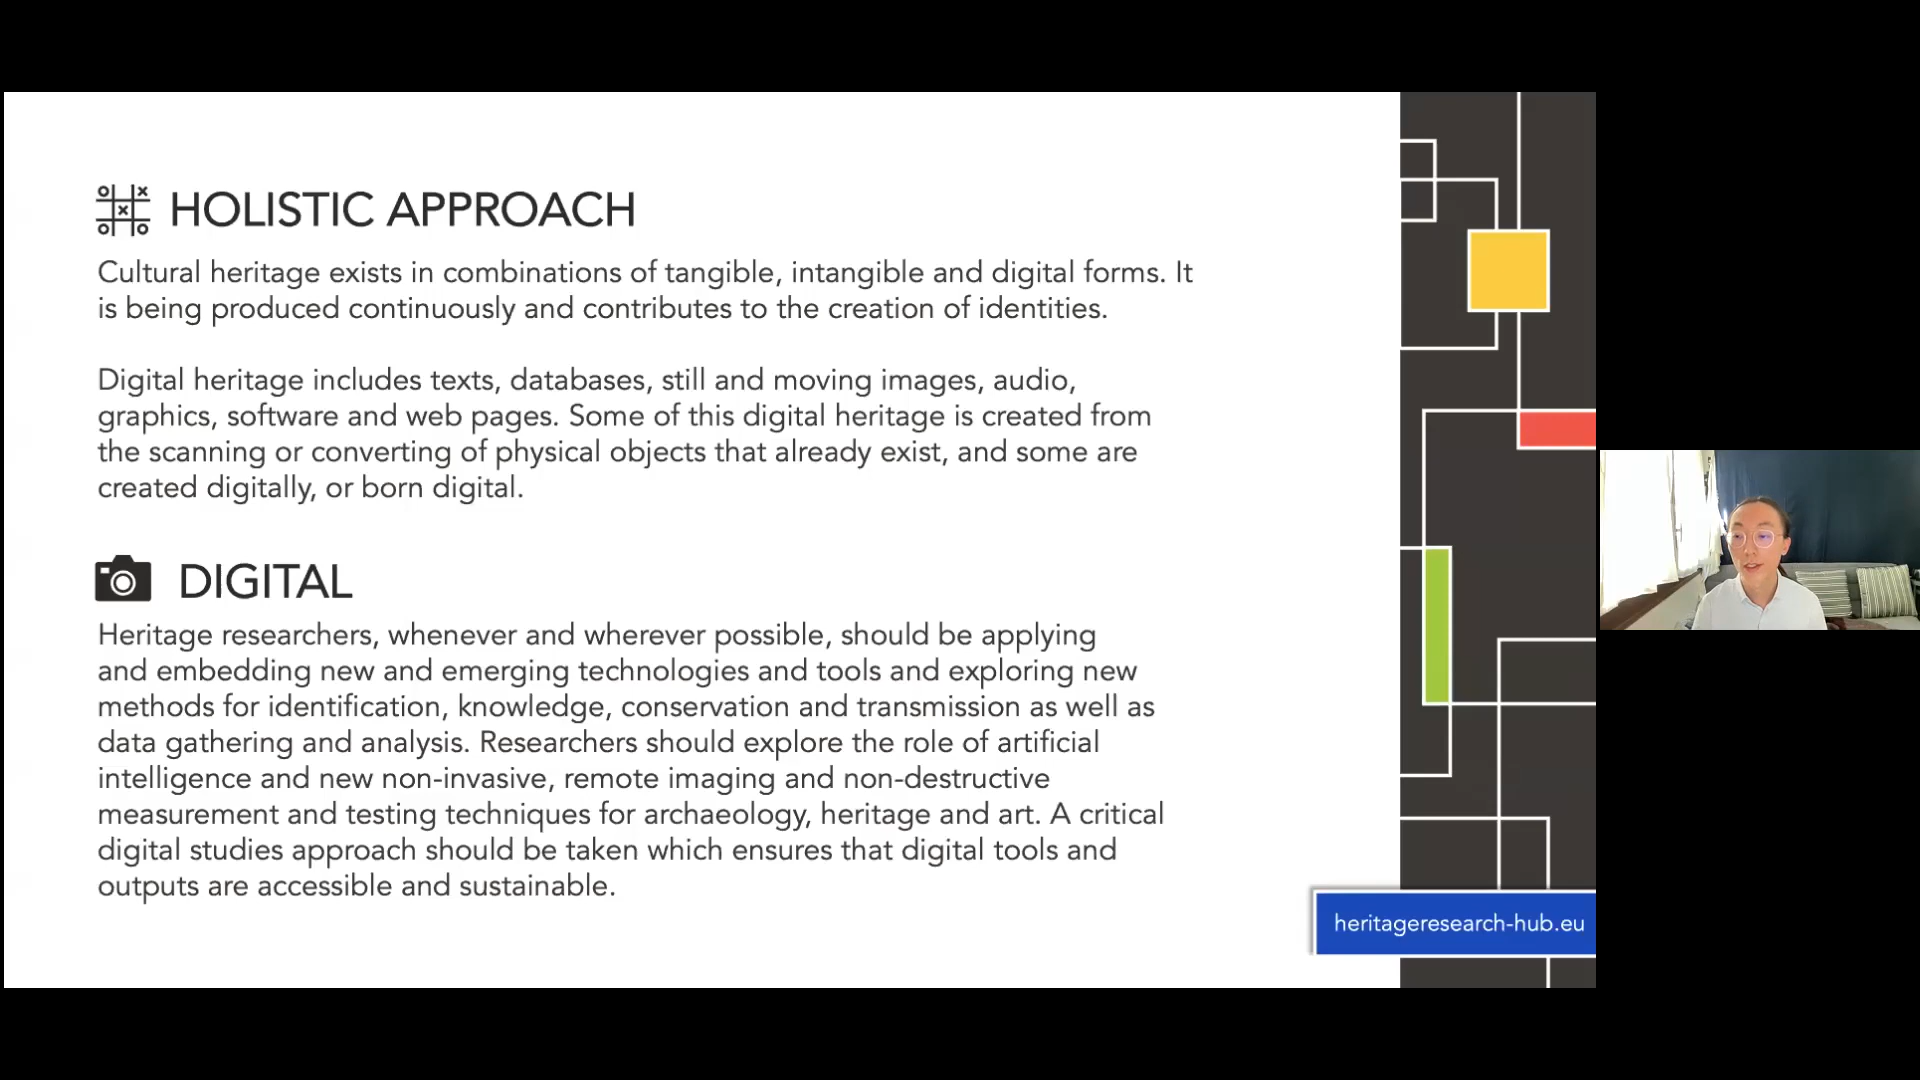 HOLISTIC APPROACH
Cultural heritage exists in combinations of tangible, intangible and digital forms. It
is being produced continuously and contributes to the creation of identities.
Digital heritage includes texts, databases, still and moving images, audio,
graphics, software and web pages. Some of this digital heritage is created from
the scanning or converting of physical objects that already exist, and some are
created digitally, or born digital.
DIGITAL
Heritage researchers, whenever and wherever possible, should be applying
and embedding new and emerging technologies and tools and exploring new
methods for identification, knowledge, conservation and transmission as well as
data gathering and analysis. Researchers should explore the role of artificial
intelligence and new non-invasive, remote imaging and non-destructive
measurement and testing techniques for archaeology, heritage and art. A critical
digital studies approach should be taken which ensures that digital tools and
outputs are accessible and sustainable.
heritageresearch-hub.eu